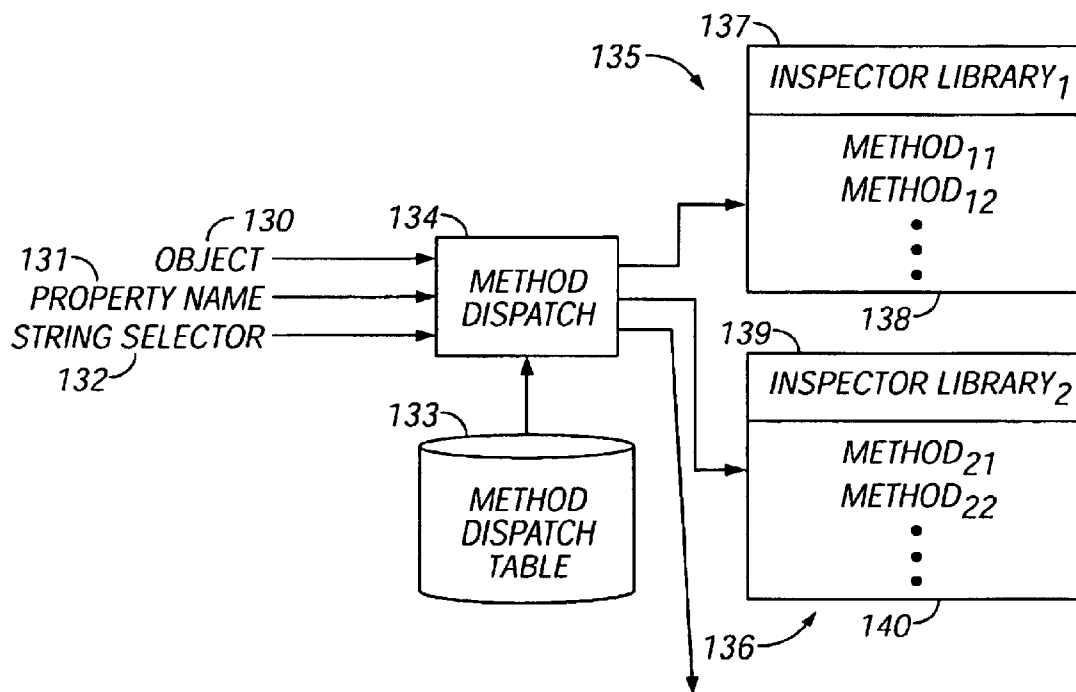 137
135
INSPECTOR LIBRARY1
METHOD11
METHOD12
138
130
134
OBJECT
131
PROPERTY NAME
STRING SELECTOR
132
METHOD
DISPATCH
133
METHOD
DISPATCH
TABLE
139
INSPECTOR LIBRARY2
METHOD21
METHOD22
136
140